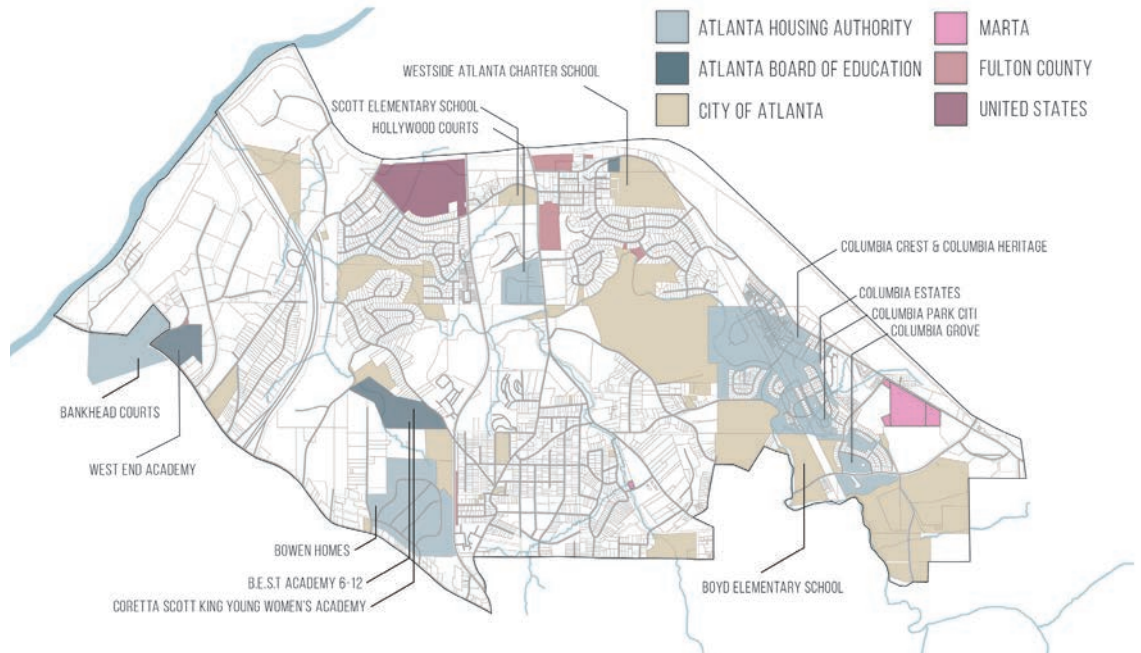 ATLANTA HOUSING AUTHORITY
ATLANTA BOARD OF EDUCATION
CITY OF ATLANTA
MARTA
FULTON COUNTY
UNITED STATES
WESTSIDE ATLANTA CHARTER SCHOOL
SCOTT ELEMENTARY SCHOOL
HOLLYWOOD COURTS
COLUMBIA CREST & COLUMBIA HERITAGE
COLUMBIA ESTATES
COLUMBIA PARK CITI
COLUMBIA GROVE
BANKHEAD COURTS
WEST END ACADEMY
BOWEN HOMES
B.E.S.T ACADEMY 6-12
CORETTA SCOTT KING YOUNG WOMEN'S ACADEMY
BOYD ELEMENTARY SCHOOL